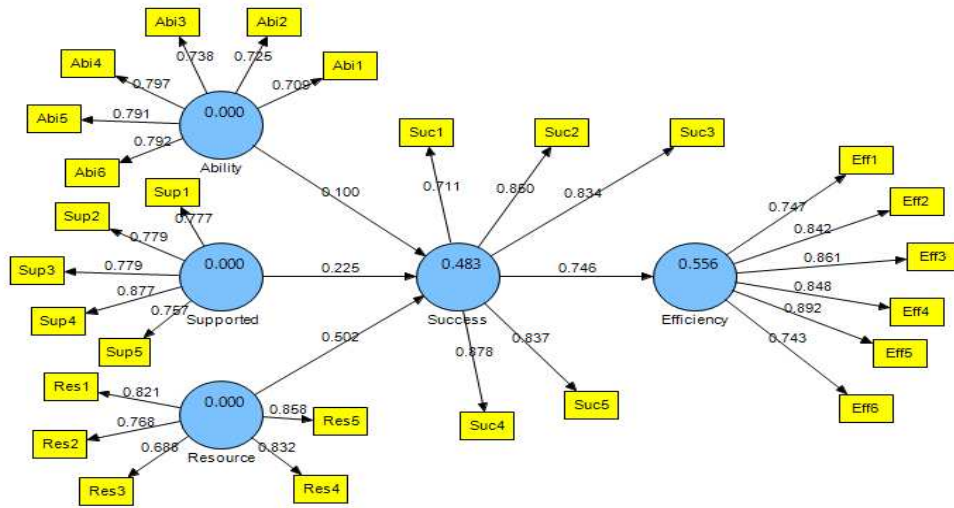 Abi3
Abi2
0.738
0.725
Abi4
Abi1
0.797
0.709
Abi5
0.791
0.000
0.792
Abi6
Ability
Sup1
0.777
Sup2
0.779
Sup3
0.779
0.000
0.877
Sup4
0.757
Supported
Sup5
Res1
0.821
0.000
Res2
0.768
0.858
Res5
0.688
0.832
Resource
Res3
Res4
0.100
0.225
0.502
Suc1
Suc2
Suc3
0.711
0.850
0.834
0.483
Success
0.878
0.837
Suc4
Suc5
0.746
0.556
Efficiency
Eff1
0.747
Eff2
0.842
Eff3
0.861
0.848
Eff4
0.892
Eff5
0.743
Eff6